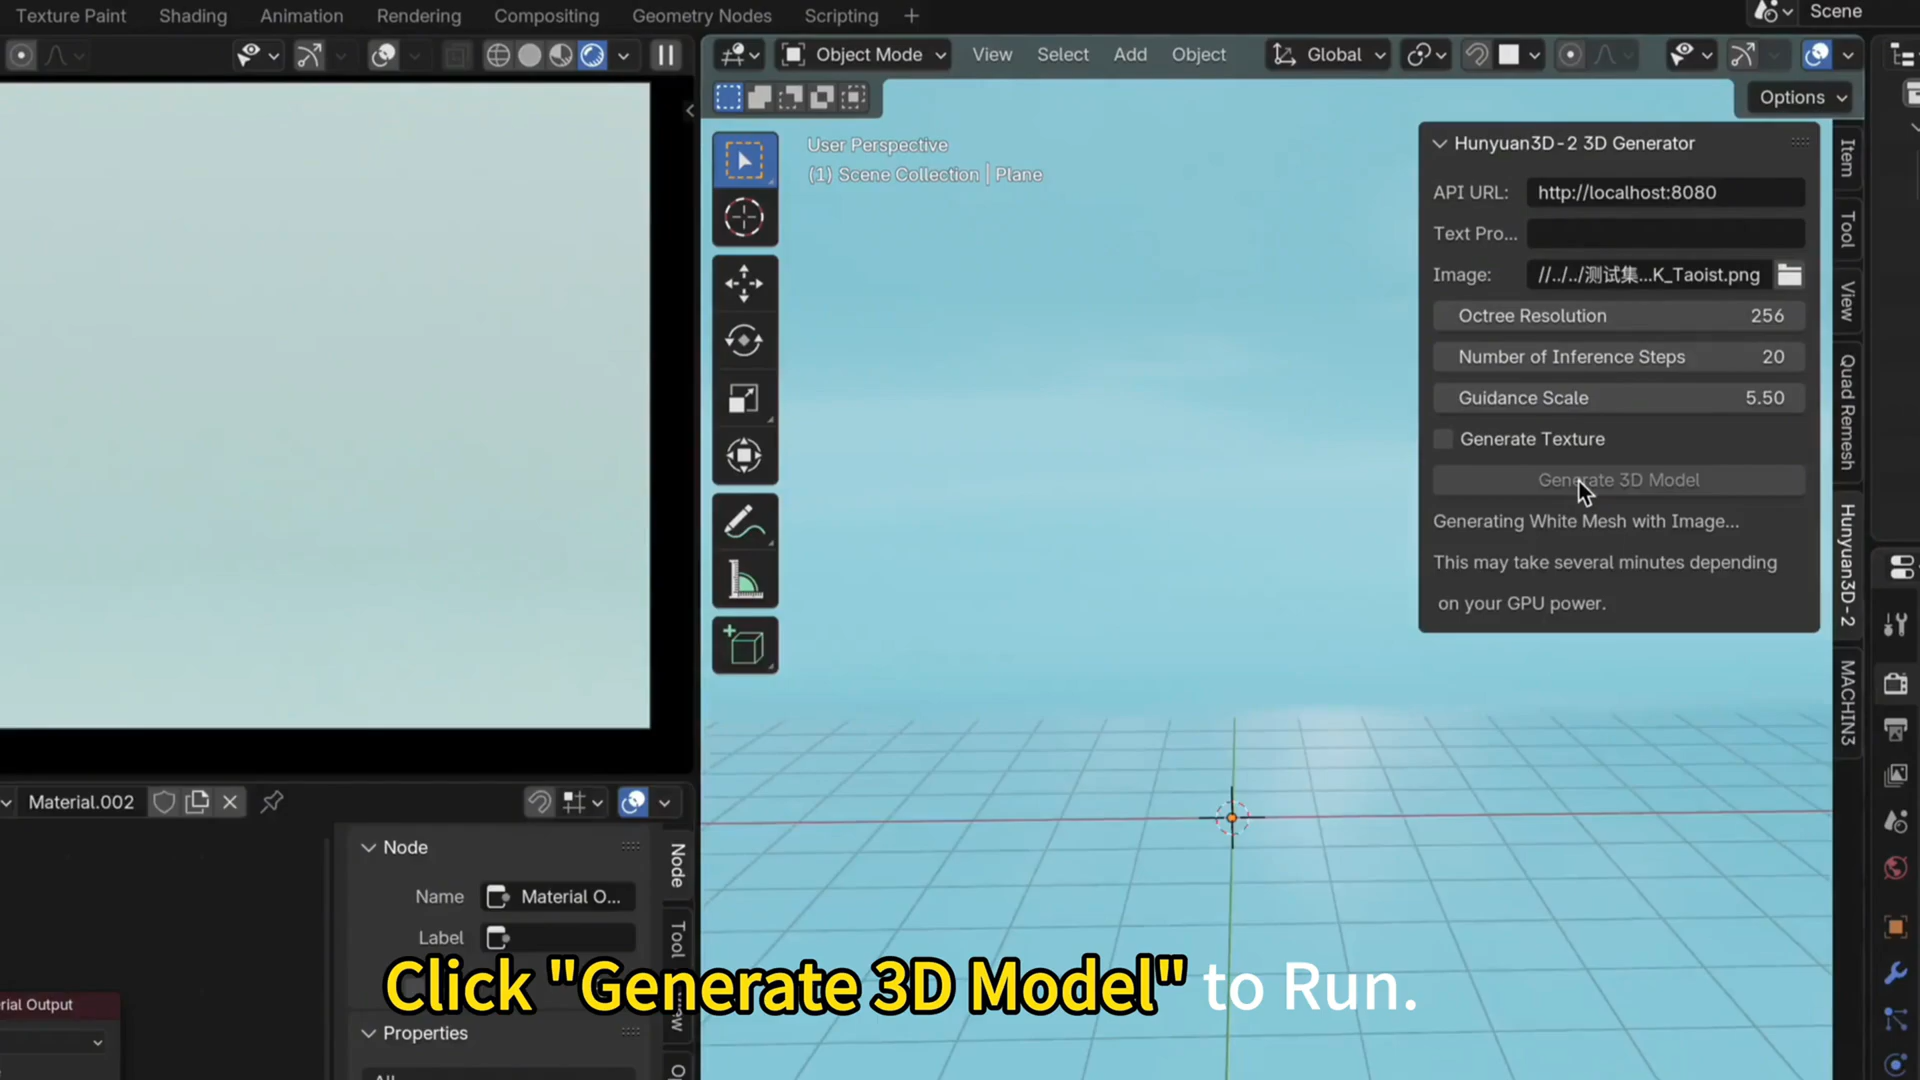 Texture Paint Shading Animation Rendering Compositing Geometry Nodes Scripting +
Scene
Object Mode View Select Add Object Global
Options
User Perspective
(1) Scene Collection | Plane
Hunyuan3D-2 3D Generator
API URL: http://localhost:8080
Text Pro...
Image: //../../测试集...K_Taoist.png
Octree Resolution 256
Number of Inference Steps 20
Guidance Scale 5.50
Generate Texture
Generate 3D Model
Generating White Mesh with Image...
This may take several minutes depending
on your GPU power.
Item
Tool
View
Quad Remesh
Hunyuan3D-2
MACHIN3
Material.002
Node
Name Material O...
Label
Properties
Node
Tool
rial Output
Click "Generate 3D Model" to Run.